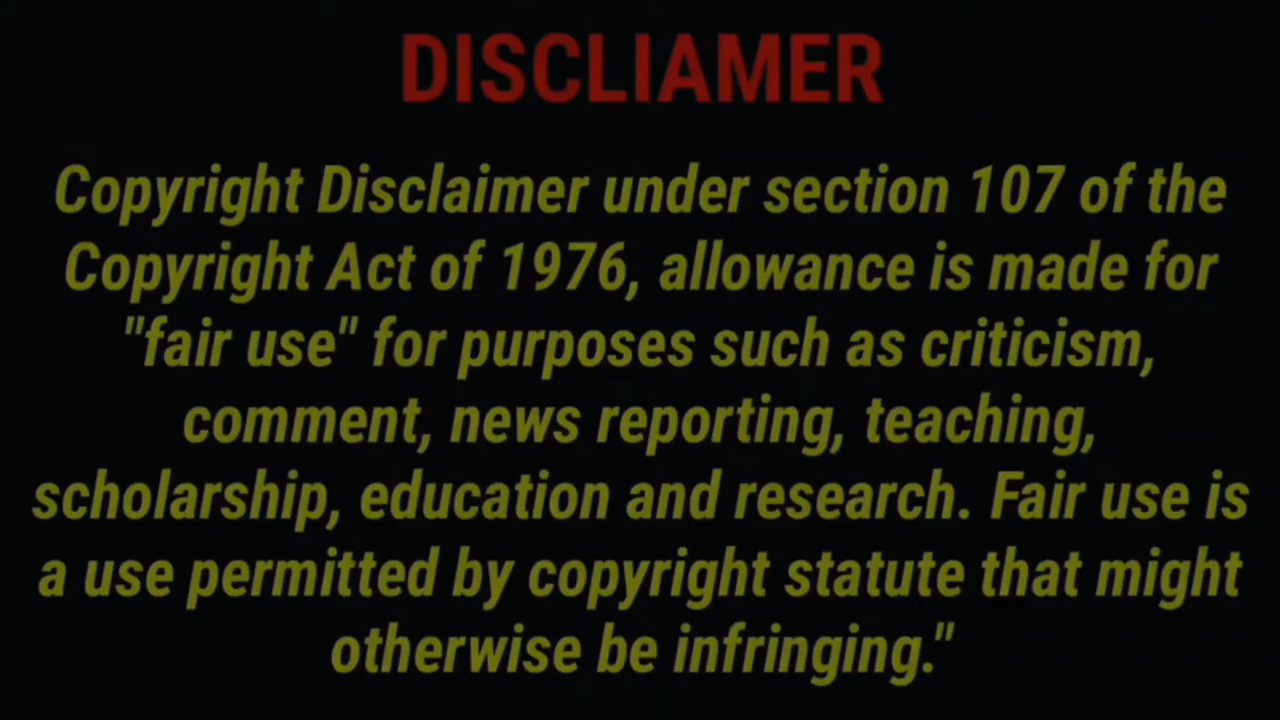 DISCLIAMER
Copyright Disclaimer under section 107 of the
Copyright Act of 1976, allowance is made for
"fair use" for purposes such as criticism,
comment, news reporting, teaching,
scholarship, education and research. Fair use is
a use permitted by copyright statute that might
otherwise be infringing."